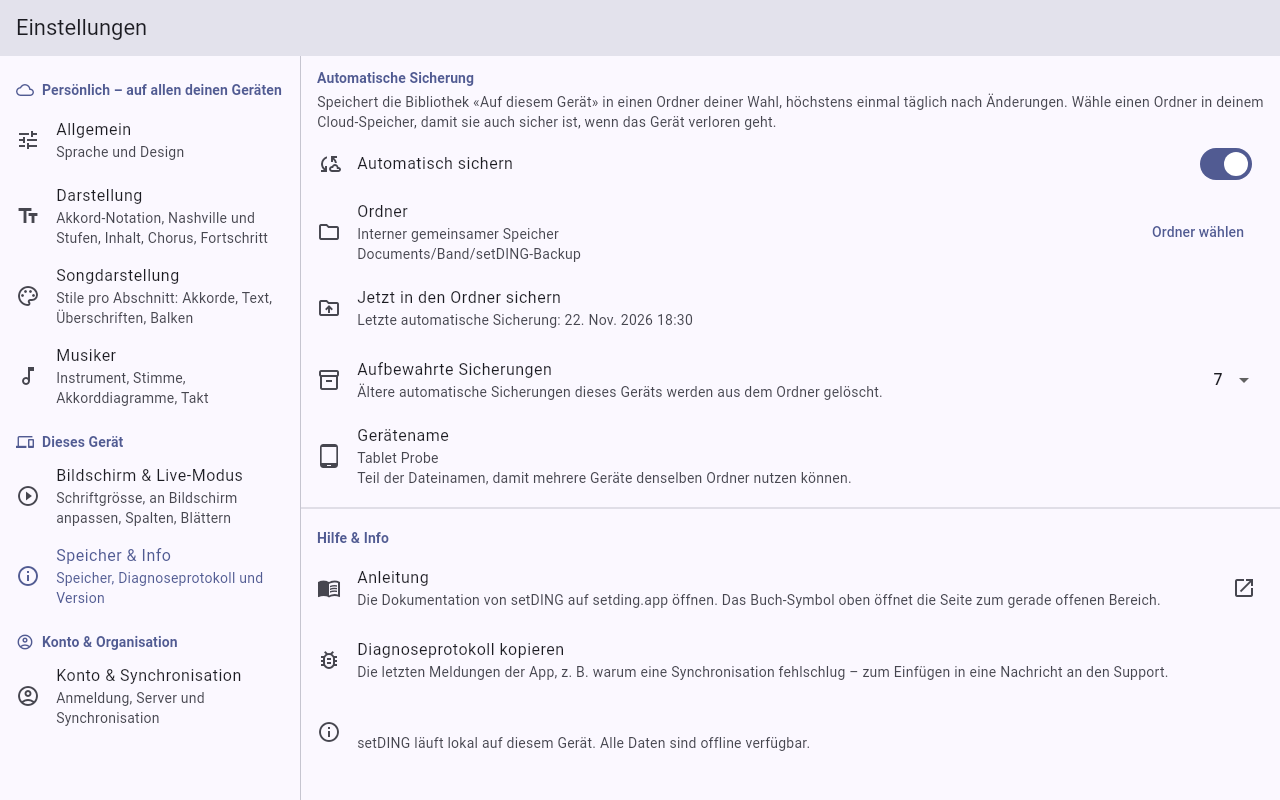 Einstellungen
Persönlich – auf allen deinen Geräten
Allgemein
Sprache und Design
Darstellung
Akkord-Notation, Nashville und
Stufen, Inhalt, Chorus, Fortschritt
Songdarstellung
Stile pro Abschnitt: Akkorde, Text,
Überschriften, Balken
Musiker
Instrument, Stimme,
Akkorddiagramme, Takt
Dieses Gerät
Bildschirm & Live-Modus
Schriftgrösse, an Bildschirm
anpassen, Spalten, Blättern
Speicher & Info
Speicher, Diagnoseprotokoll und
Version
Konto & Organisation
Konto & Synchronisation
Anmeldung, Server und
Synchronisation
Automatische Sicherung
Speichert die Bibliothek «Auf diesem Gerät» in einen Ordner deiner Wahl, höchstens einmal täglich nach Änderungen. Wähle einen Ordner in deinem
Cloud-Speicher, damit sie auch sicher ist, wenn das Gerät verloren geht.
Automatisch sichern
Ordner
Interner gemeinsamer Speicher
Documents/Band/setDING-Backup
Ordner wählen
Jetzt in den Ordner sichern
Letzte automatische Sicherung: 22. Nov. 2026 18:30
Aufbewahrte Sicherungen
Ältere automatische Sicherungen dieses Geräts werden aus dem Ordner gelöscht.
7
Gerätename
Tablet Probe
Teil der Dateinamen, damit mehrere Geräte denselben Ordner nutzen können.
Hilfe & Info
Anleitung
Die Dokumentation von setDING auf setding.app öffnen. Das Buch-Symbol oben öffnet die Seite zum gerade offenen Bereich.
Diagnoseprotokoll kopieren
Die letzten Meldungen der App, z. B. warum eine Synchronisation fehlschlug – zum Einfügen in eine Nachricht an den Support.
setDING läuft lokal auf diesem Gerät. Alle Daten sind offline verfügbar.